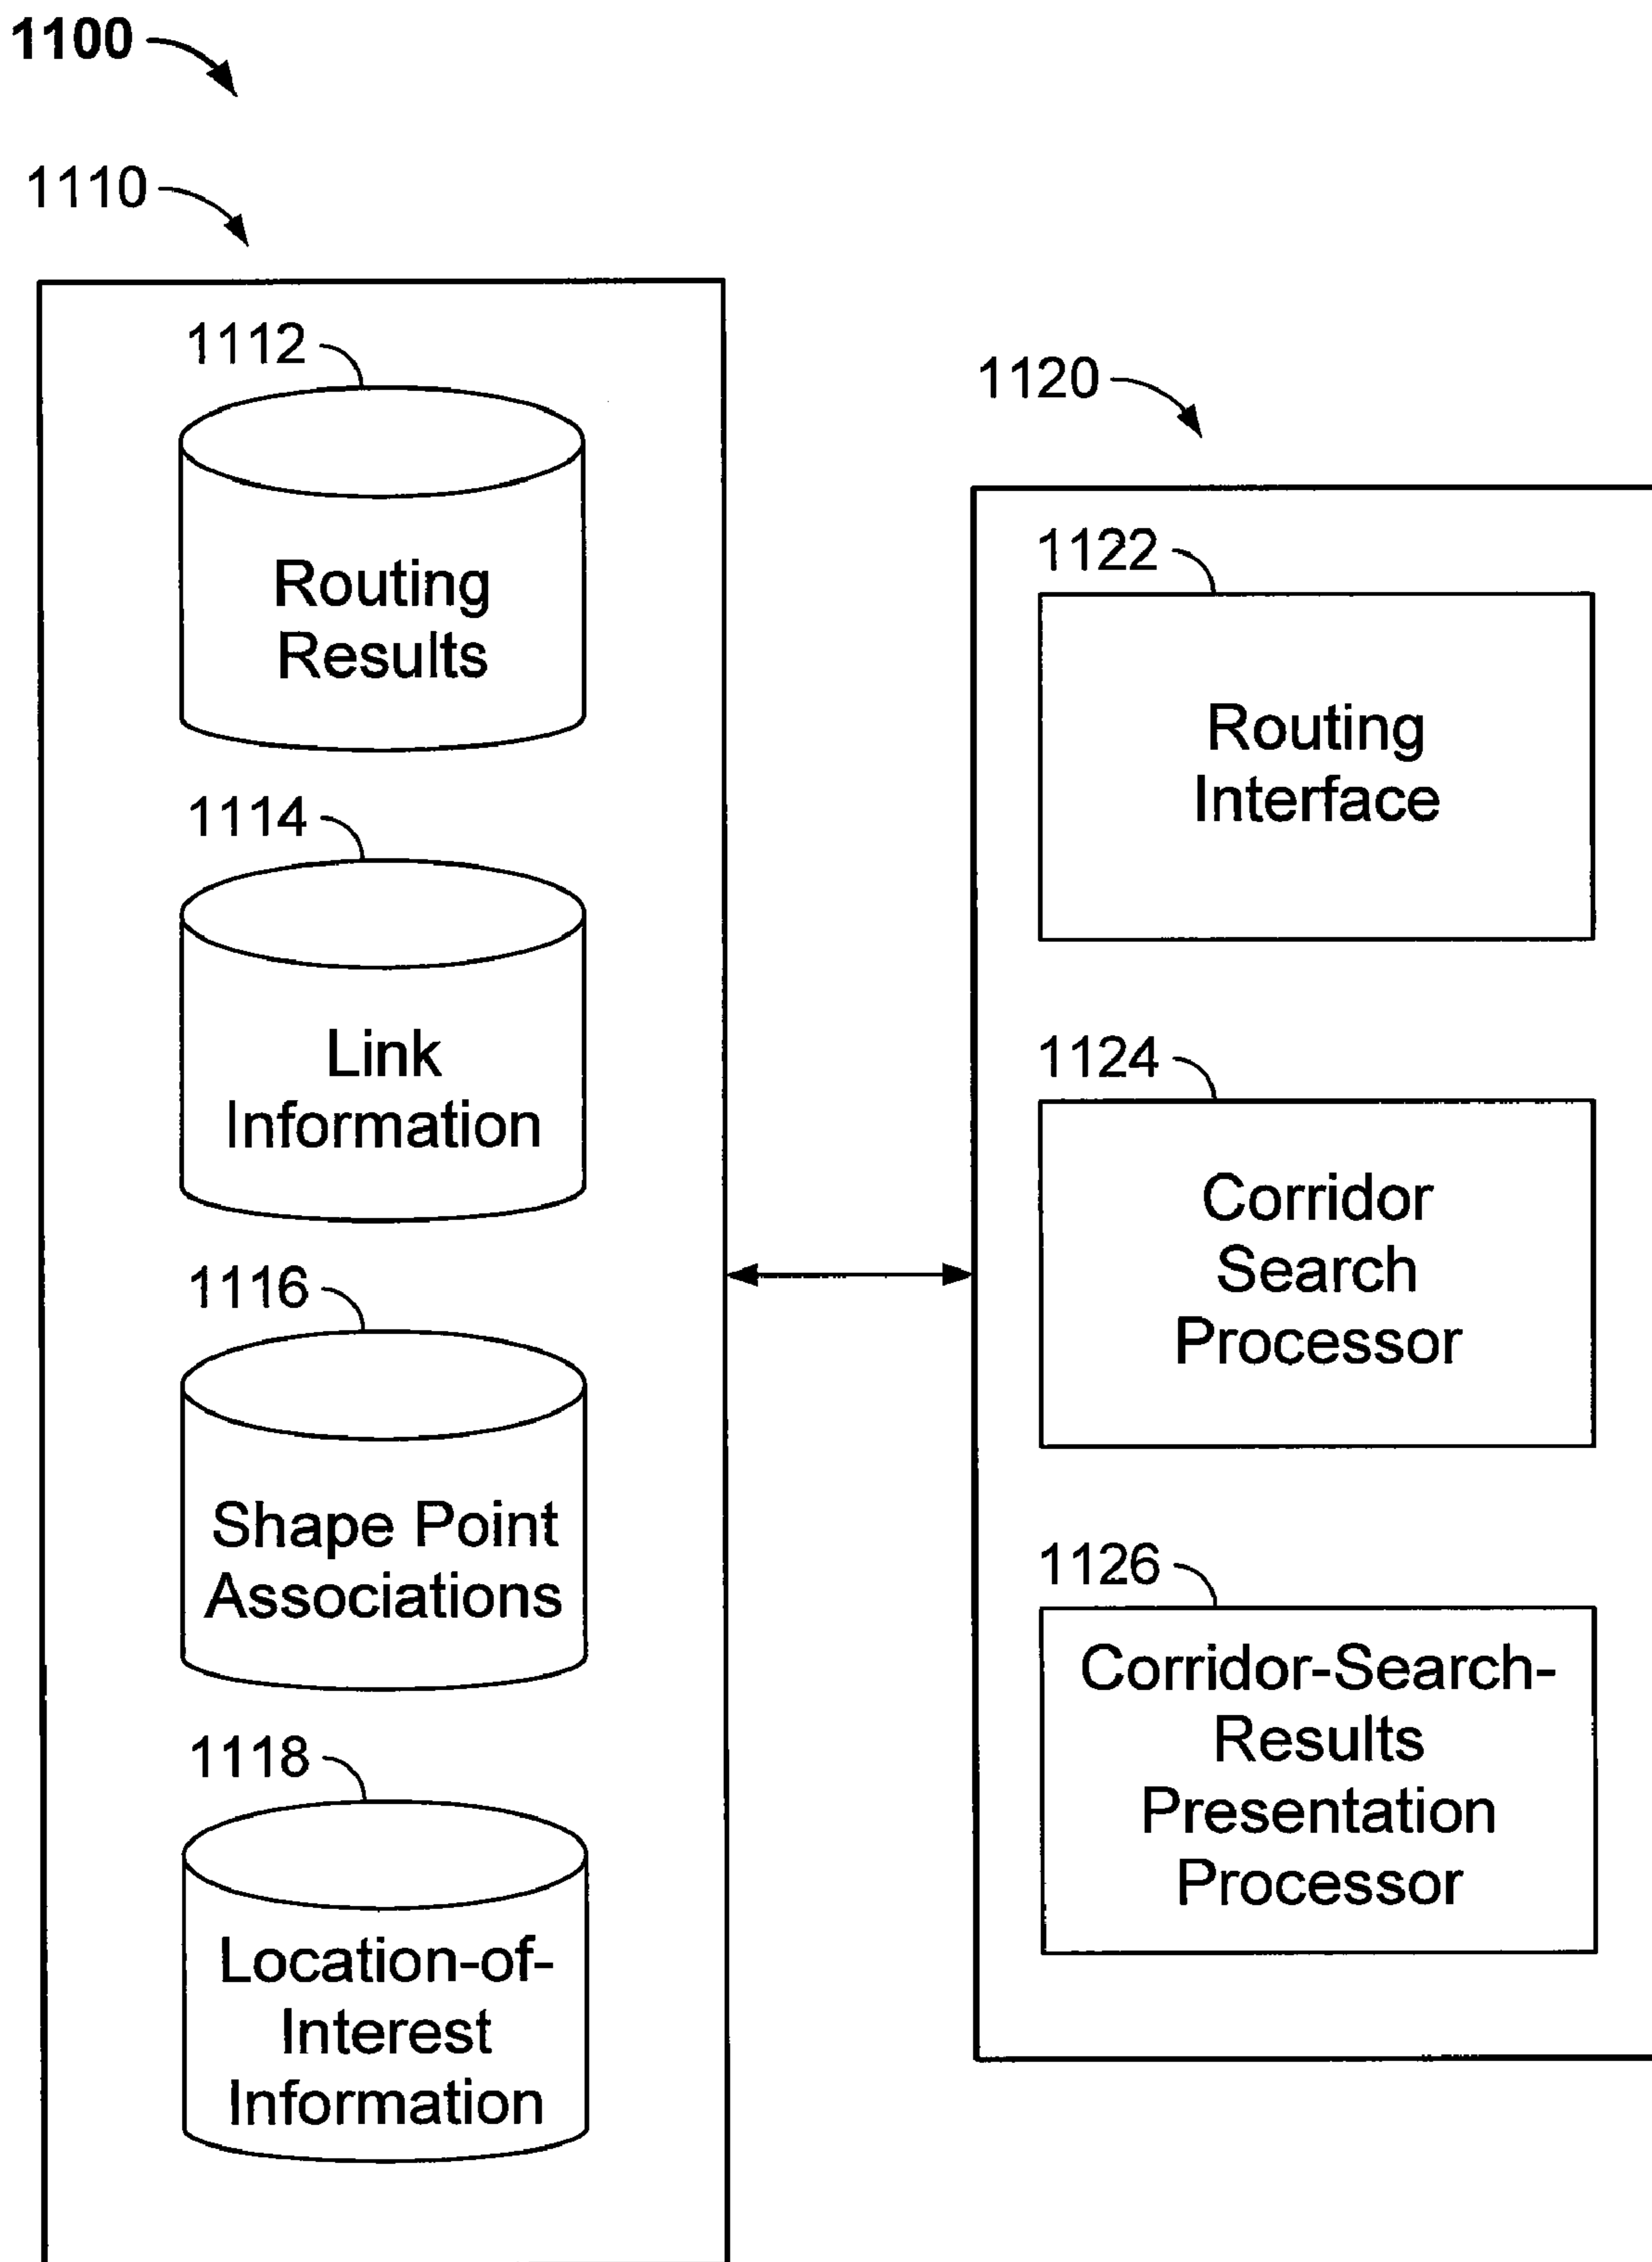 1100
1110
1112
Routing
Results
1114
Link
Information
1116
Shape Point
Associations
1118
Location-of-
Interest
Information
1120
1122
Routing
Interface
1124
Corridor
Search
Processor
1126
Corridor-Search-
Results
Presentation
Processor